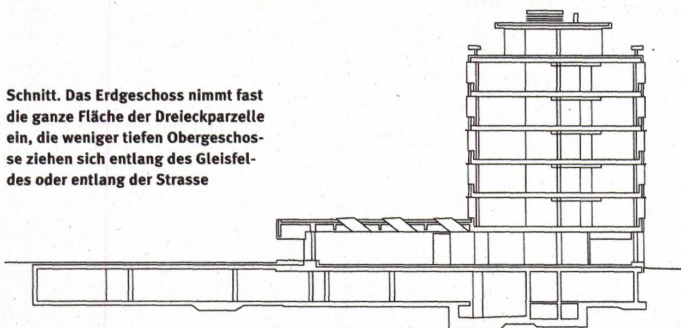 Schnitt. Das Erdgeschoss nimmt fast
die ganze Fläche der Dreieckparzelle
ein, die weniger tiefen Obergeschos-
se ziehen sich entlang des Gleisfel-
des oder entlang der Strasse